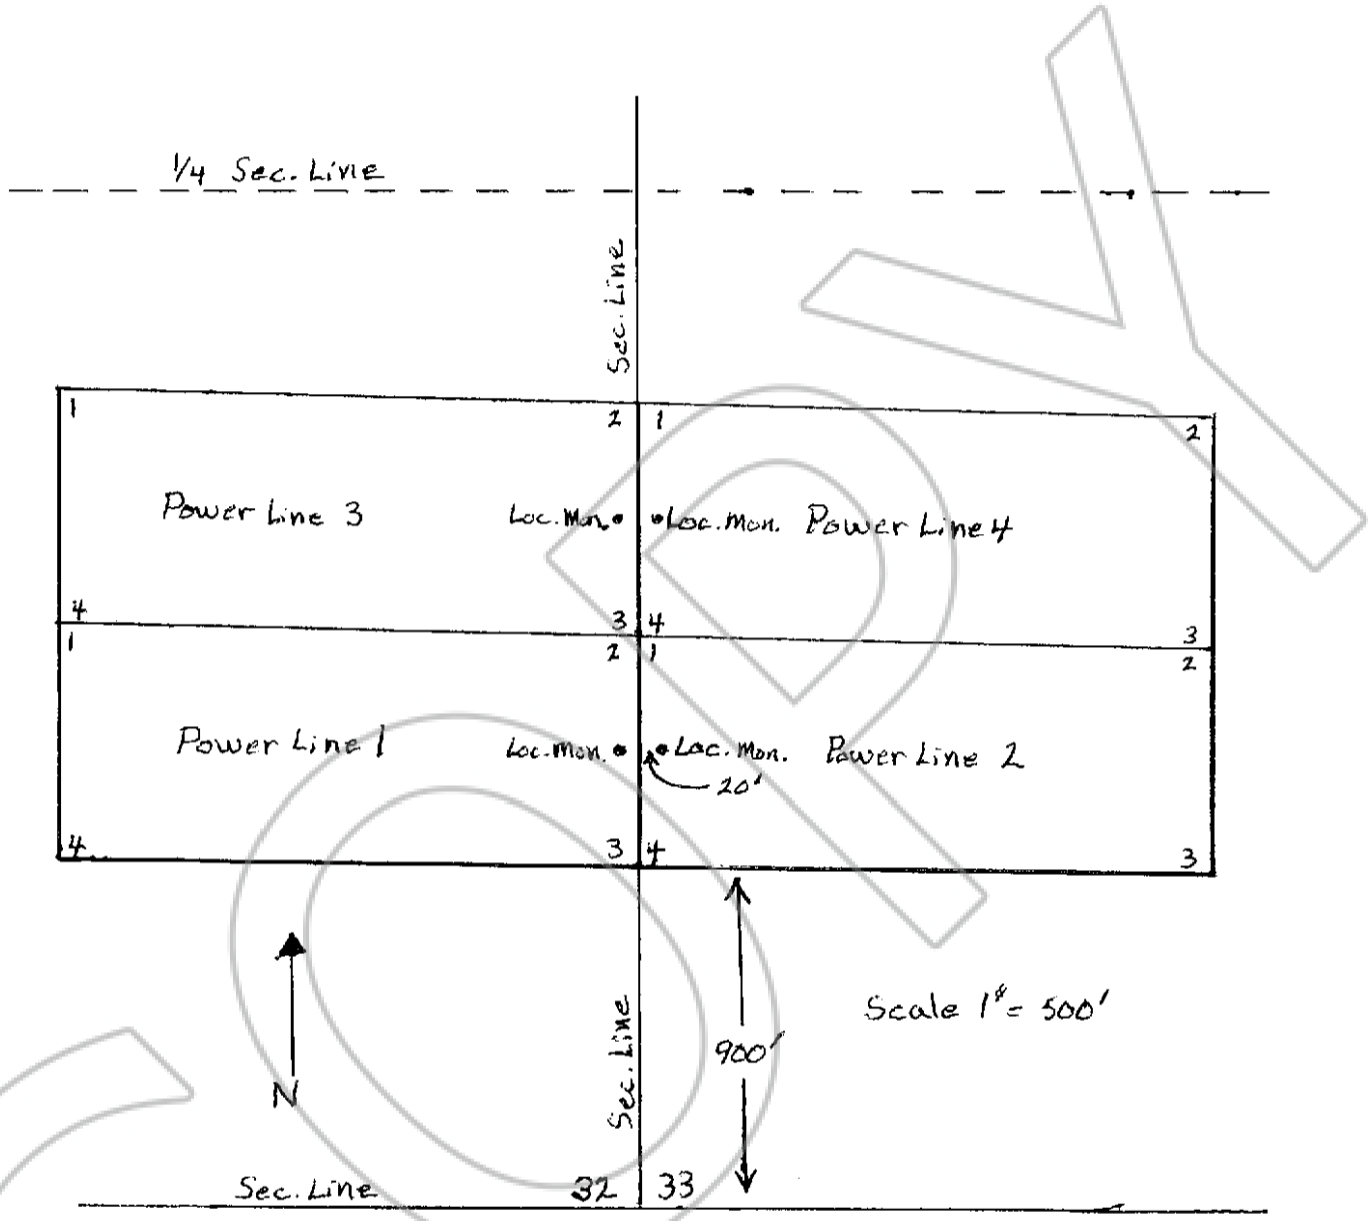 1/4 Sec. Line
Sec. Line
1 2 1 2
Power Line 3 Loc. Mon. Loc. Mon. Power Line 4
4 3 4 3
1 2 1 2
Power Line 1 Loc. Mon. Loc. Mon. Power Line 2
20'
4 3 4 3
Scale 1" = 500'
900'
N
Sec. Line
Sec. Line 32 33
COPY